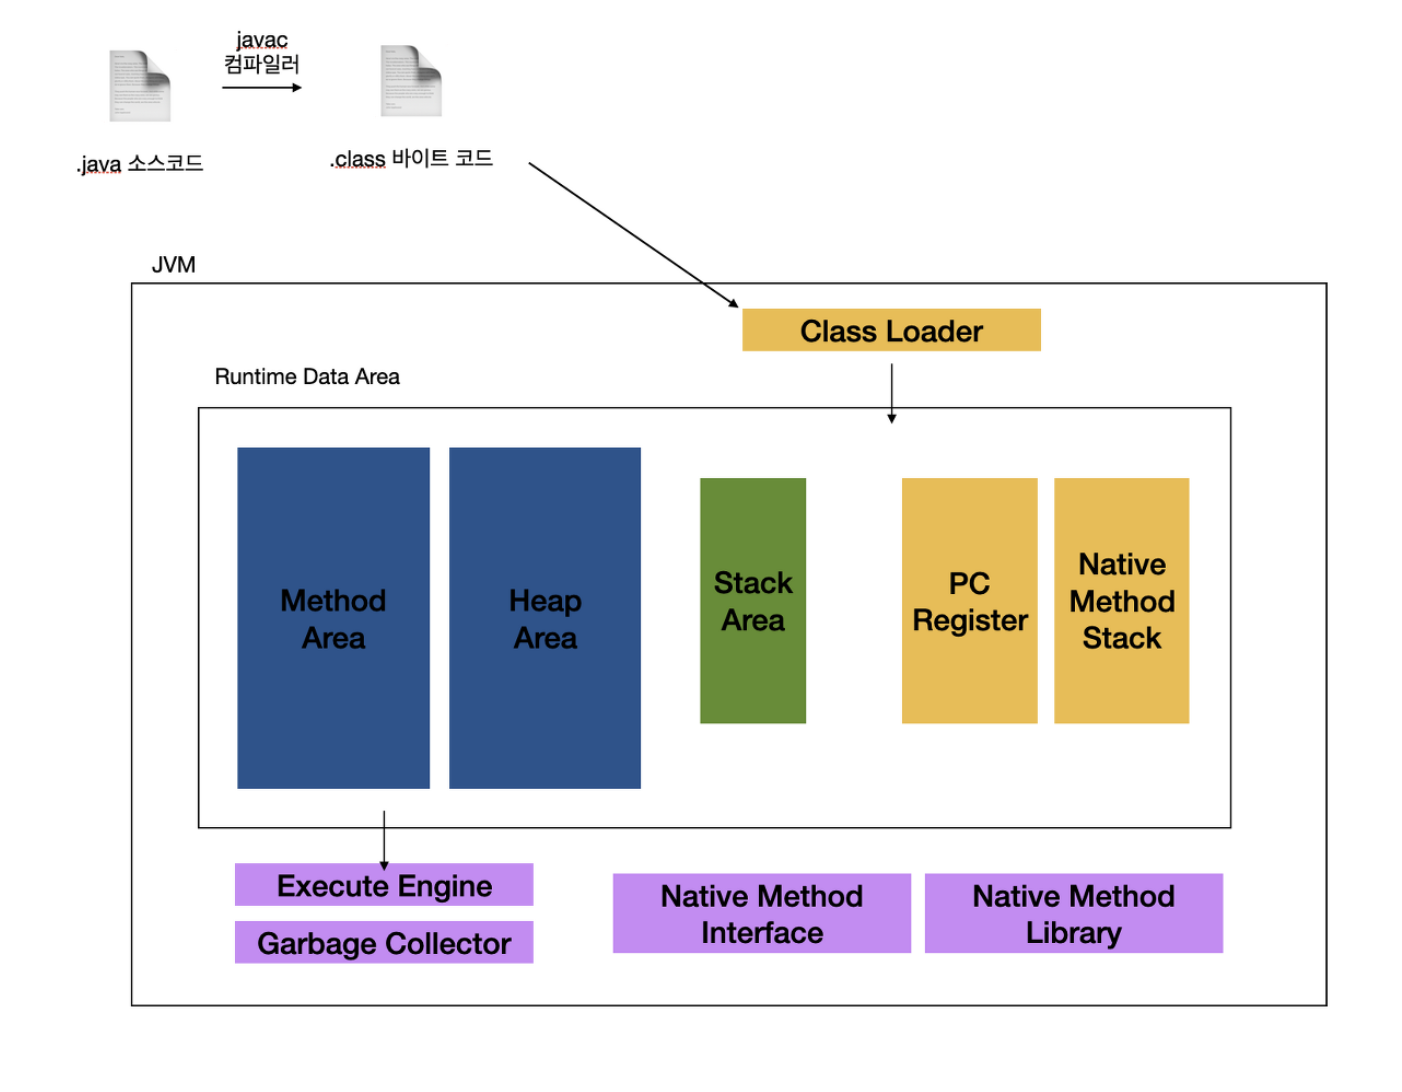 javac
컴파일러
.java 소스코드
.class 바이트 코드
JVM
Class Loader
Runtime Data Area
Method
Area
Heap
Area
Stack
Area
PC
Register
Native
Method
Stack
Execute Engine
Garbage Collector
Native Method
Interface
Native Method
Library